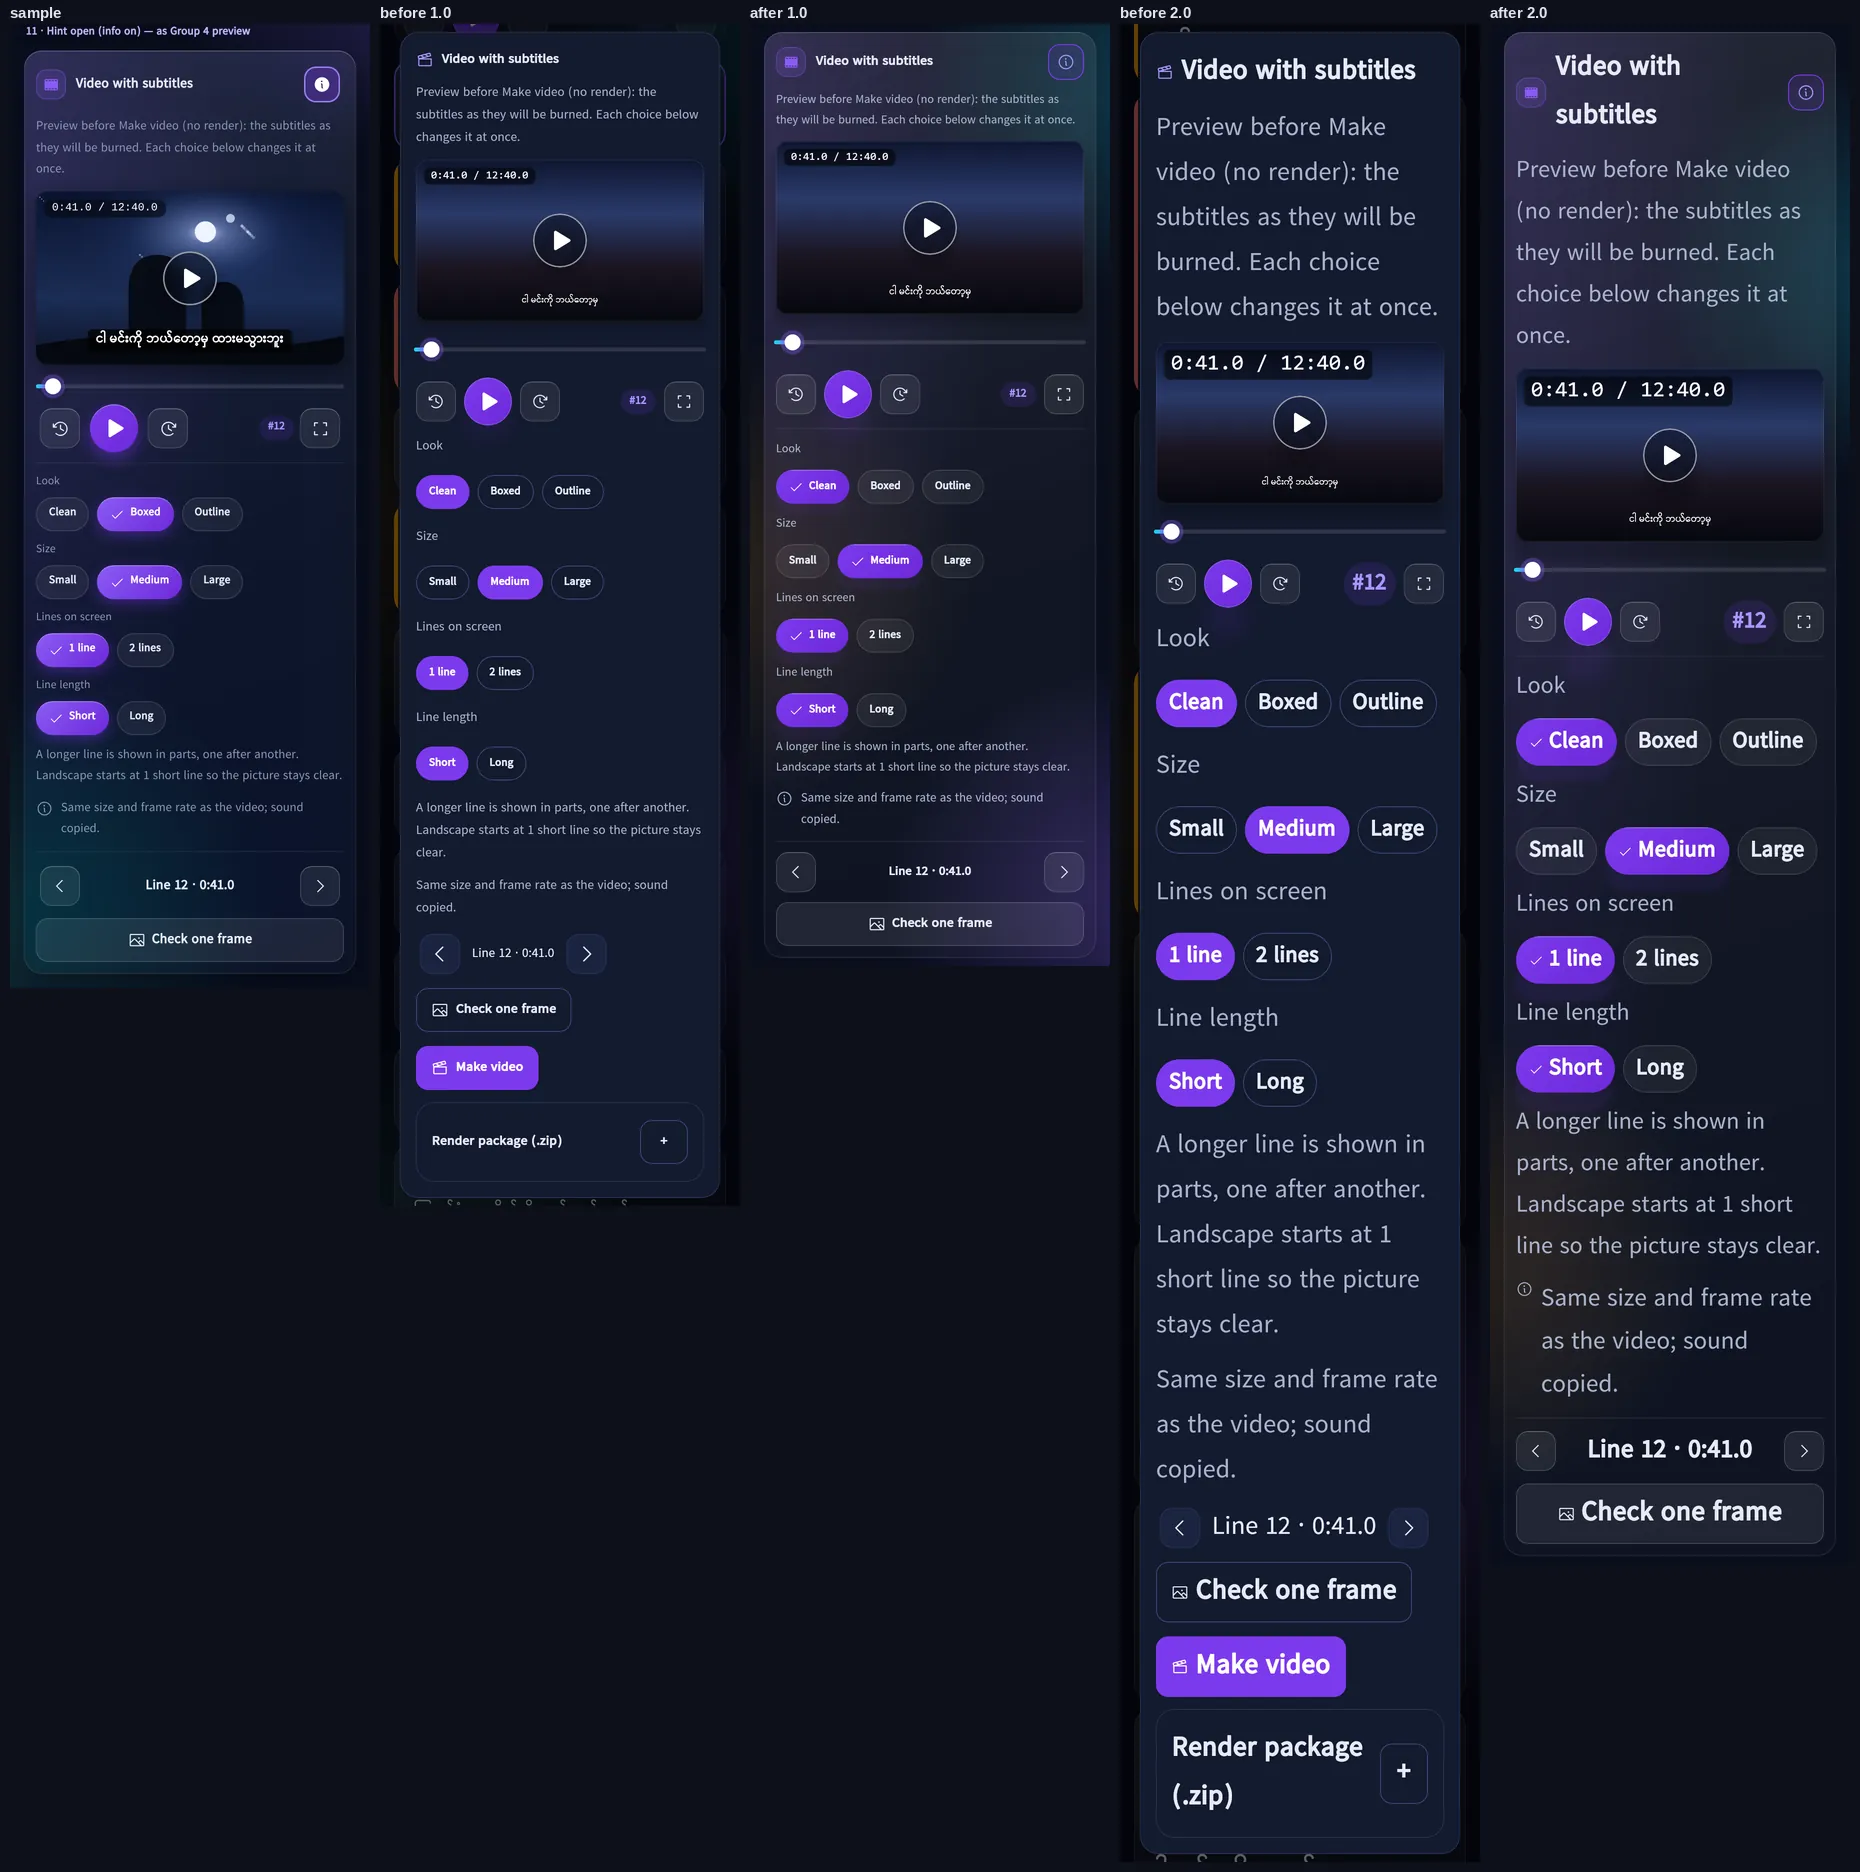 sample
11 · Hint open (info on) — as Group 4 preview
Video with subtitles
Preview before Make video (no render): the subtitles as
they will be burned. Each choice below changes it at
once.
0:41.0 / 12:40.0
ငါ မင်းကို ဘယ်တော့မှ ထားမသွားဘူး
#12
Look
Clean
Boxed
Outline
Size
Small
Medium
Large
Lines on screen
1 line
2 lines
Line length
Short
Long
A longer line is shown in parts, one after another.
Landscape starts at 1 short line so the picture stays clear.
Same size and frame rate as the video; sound
copied.
Line 12 · 0:41.0
Check one frame
before 1.0
Video with subtitles
Preview before Make video (no render): the
subtitles as they will be burned. Each choice below
changes it at once.
0:41.0 / 12:40.0
ငါ မင်းကို ဘယ်တော့မှ
#12
Look
Clean
Boxed
Outline
Size
Small
Medium
Large
Lines on screen
1 line
2 lines
Line length
Short
Long
A longer line is shown in parts, one after another.
Landscape starts at 1 short line so the picture stays
clear.
Same size and frame rate as the video; sound
copied.
Line 12 · 0:41.0
Check one frame
Make video
Render package (.zip)
+
after 1.0
Video with subtitles
Preview before Make video (no render): the subtitles as
they will be burned. Each choice below changes it at once.
0:41.0 / 12:40.0
ငါ မင်းကို ဘယ်တော့မှ
#12
Look
Clean
Boxed
Outline
Size
Small
Medium
Large
Lines on screen
1 line
2 lines
Line length
Short
Long
A longer line is shown in parts, one after another.
Landscape starts at 1 short line so the picture stays clear.
Same size and frame rate as the video; sound
copied.
Line 12 · 0:41.0
Check one frame
before 2.0
Video with subtitles
Preview before Make
video (no render): the
subtitles as they will be
burned. Each choice
below changes it at once.
0:41.0 / 12:40.0
ငါ မင်းကို ဘယ်တော့မှ
#12
Look
Clean
Boxed
Outline
Size
Small
Medium
Large
Lines on screen
1 line
2 lines
Line length
Short
Long
A longer line is shown in
parts, one after another.
Landscape starts at 1
short line so the picture
stays clear.
Same size and frame rate
as the video; sound
copied.
Line 12 · 0:41.0
Check one frame
Make video
Render package
(.zip)
+
after 2.0
Video with
subtitles
Preview before Make video
(no render): the subtitles as
they will be burned. Each
choice below changes it at
once.
0:41.0 / 12:40.0
ငါ မင်းကို ဘယ်တော့မှ
#12
Look
Clean
Boxed
Outline
Size
Small
Medium
Large
Lines on screen
1 line
2 lines
Line length
Short
Long
A longer line is shown in
parts, one after another.
Landscape starts at 1 short
line so the picture stays clear.
Same size and frame rate
as the video; sound
copied.
Line 12 · 0:41.0
Check one frame